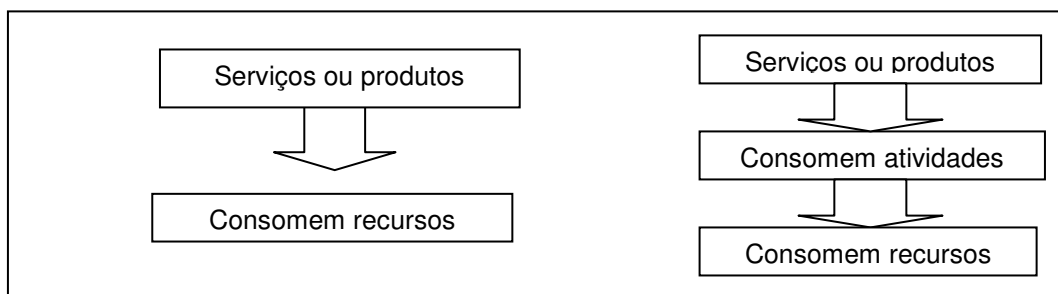 Serviços ou produtos
Consomem recursos
Serviços ou produtos
Consomem atividades
Consomem recursos